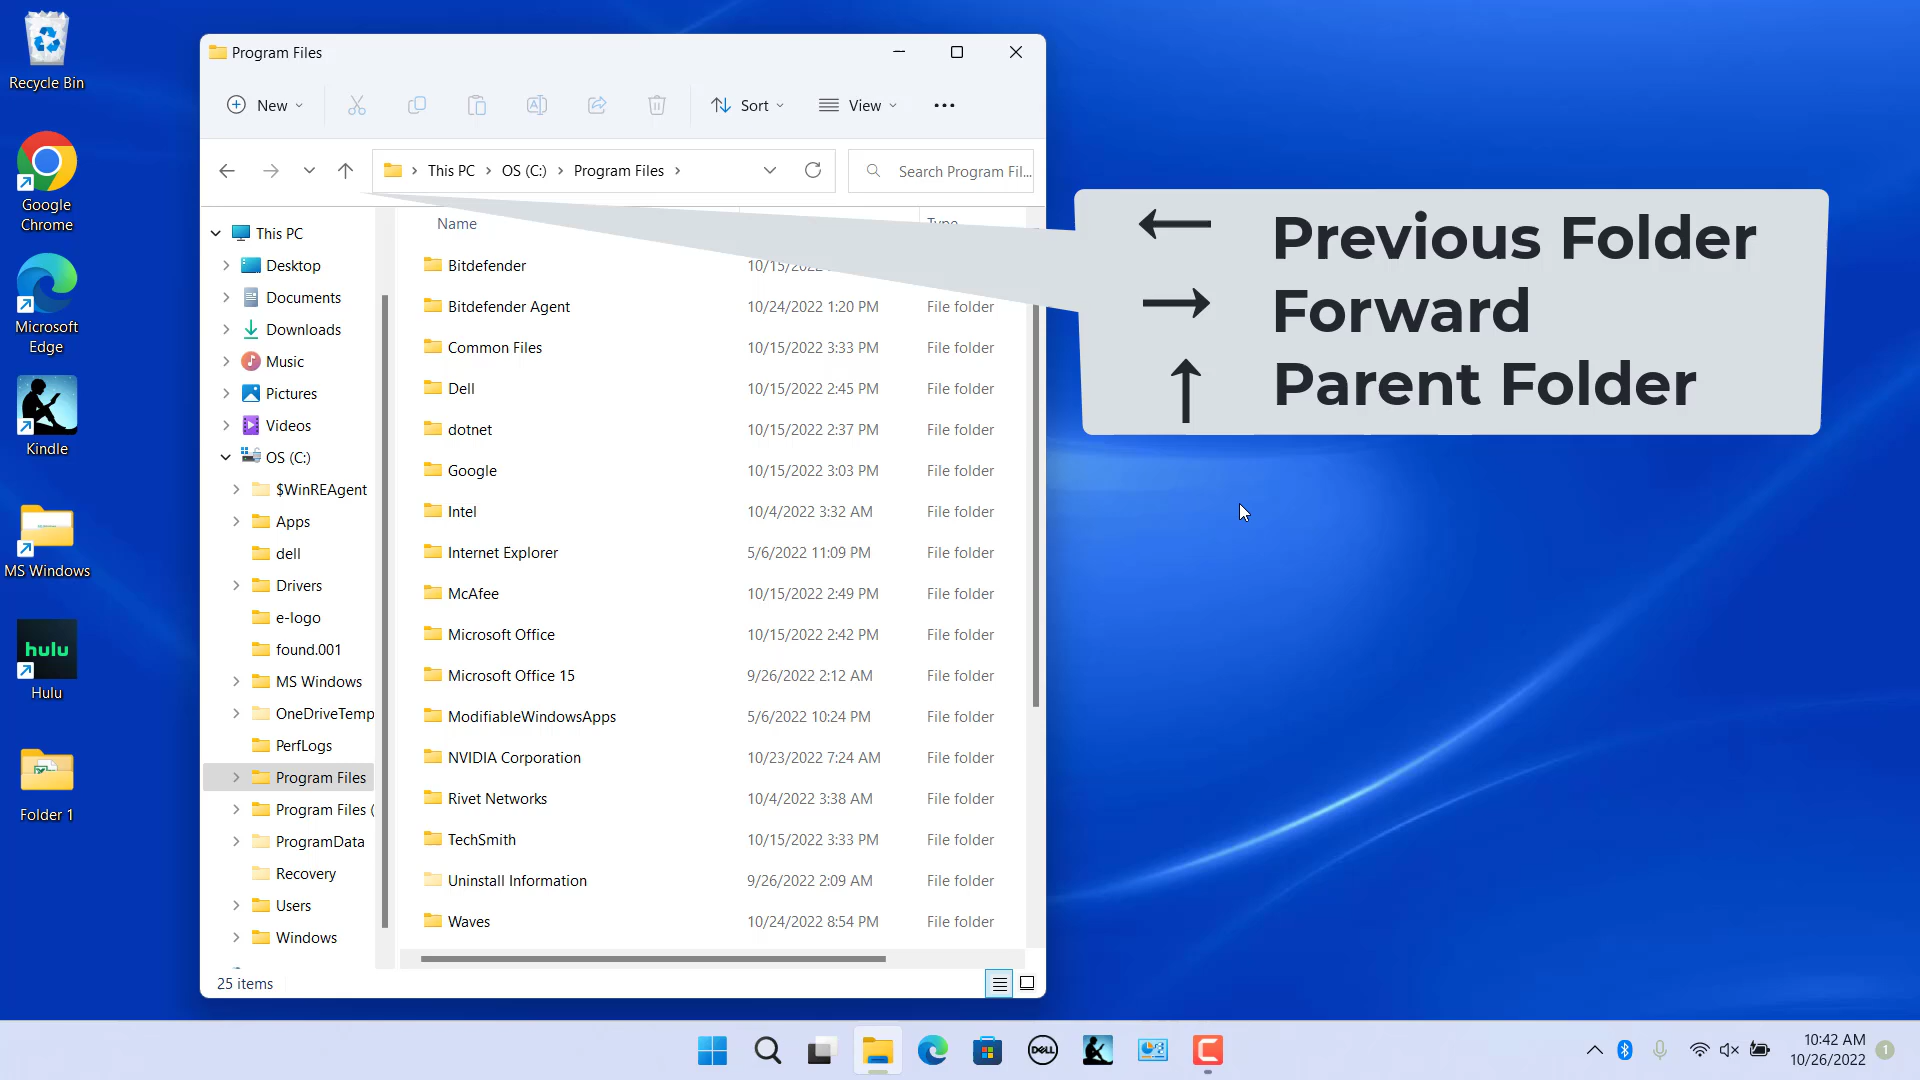 Recycle Bin
Google
Chrome
Microsoft
Edge
Kindle
MS Windows
hulu
Hulu
Folder 1
Program Files
New
Sort
View
This PC
OS (C:)
Program Files
Search Program Fil...
This PC
Desktop
Documents
Downloads
Music
Pictures
Videos
OS (C:)
$WinREAgent
Apps
dell
Drivers
e-logo
found.001
MS Windows
OneDriveTemp
PerfLogs
Program Files
Program Files (
ProgramData
Recovery
Users
Windows
Name Type
Bitdefender 10/15/2022
Bitdefender Agent 10/24/2022 1:20 PM File folder
Common Files 10/15/2022 3:33 PM File folder
Dell 10/15/2022 2:45 PM File folder
dotnet 10/15/2022 2:37 PM File folder
Google 10/15/2022 3:03 PM File folder
Intel 10/4/2022 3:32 AM File folder
Internet Explorer 5/6/2022 11:09 PM File folder
McAfee 10/15/2022 2:49 PM File folder
Microsoft Office 10/15/2022 2:42 PM File folder
Microsoft Office 15 9/26/2022 2:12 AM File folder
ModifiableWindowsApps 5/6/2022 10:24 PM File folder
NVIDIA Corporation 10/23/2022 7:24 AM File folder
Rivet Networks 10/4/2022 3:38 AM File folder
TechSmith 10/15/2022 3:33 PM File folder
Uninstall Information 9/26/2022 2:09 AM File folder
Waves 10/24/2022 8:54 PM File folder
25 items
← Previous Folder
→ Forward
↑ Parent Folder
DELL
10:42 AM
10/26/2022
1